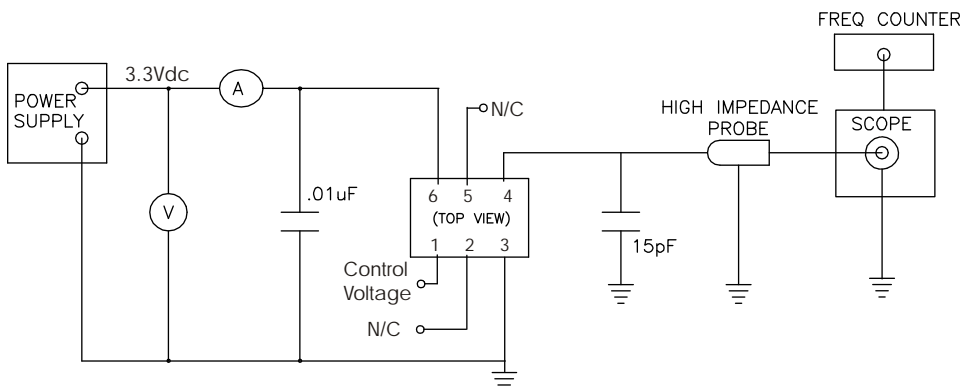 FREQ COUNTER
3.3Vdc
A
POWER
SUPPLY
N/C
HIGH IMPEDANCE
PROBE
SCOPE
V
.01uF
6 5 4
(TOP VIEW)
1 2 3
15pF
Control
Voltage
N/C